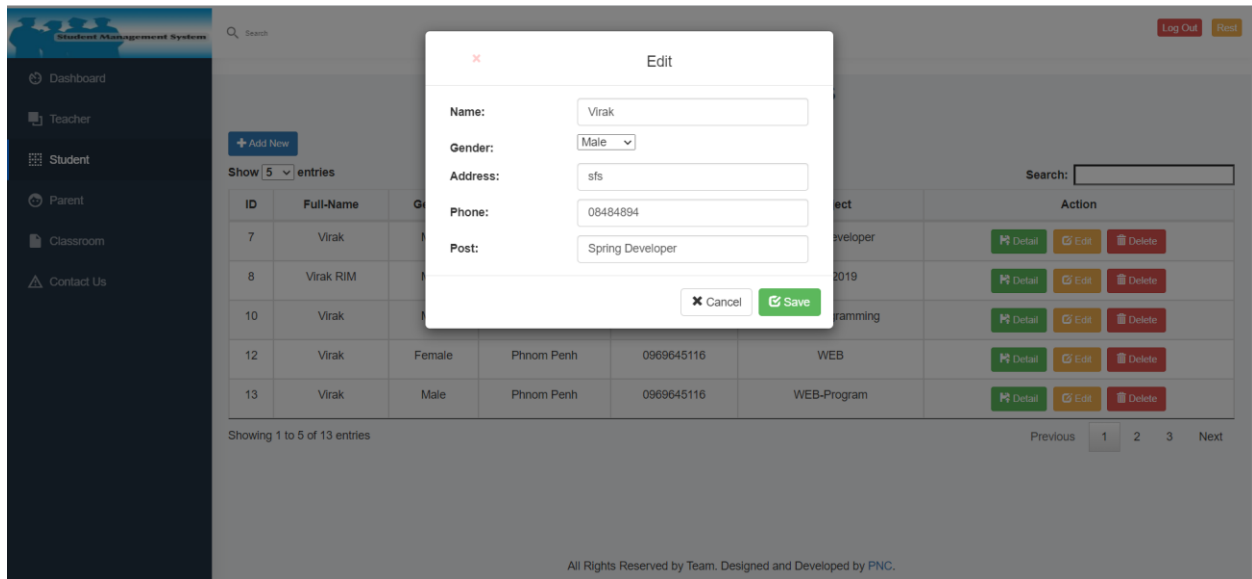 Student Management System
Search
Log Out
Rest
Dashboard
Teacher
Student
Parent
Classroom
Contact Us
Add New
Show 5 entries
Search:
ID Full-Name Action
7 Virak Detail Edit Delete
8 Virak RIM 2019 Detail Edit Delete
10 Virak Detail Edit Delete
12 Virak Female Phnom Penh 0969645116 WEB Detail Edit Delete
13 Virak Male Phnom Penh 0969645116 WEB-Program Detail Edit Delete
Showing 1 to 5 of 13 entries
Previous 1 2 3 Next
Edit
Name: Virak
Gender: Male
Address: sfs
Phone: 08484894
Post: Spring Developer
Cancel Save
All Rights Reserved by Team. Designed and Developed by PNC.